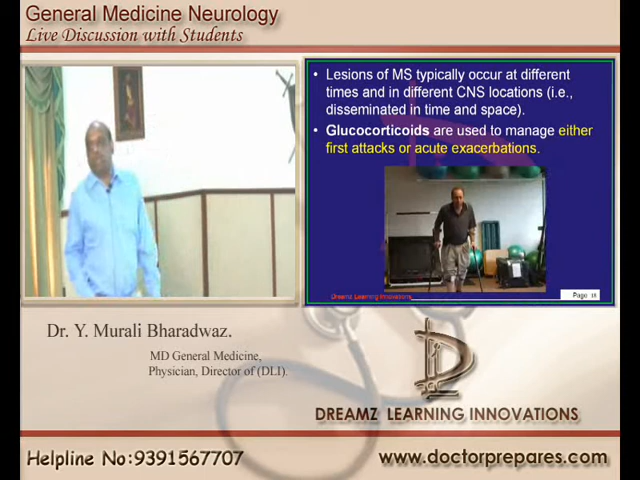 General Medicine Neurology
Live Discussion with Students
• Lesions of MS typically occur at different
times and in different CNS locations (i.e.,
disseminated in time and space).
• Glucocorticoids are used to manage either
first attacks or acute exacerbations.
Dreamz Learning Innovations
Page 18
Dr. Y. Murali Bharadwaz.
MD General Medicine,
Physician, Director of (DLI).
DREAMZ LEARNING INNOVATIONS
Helpline No:9391567707
www.doctorprepares.com